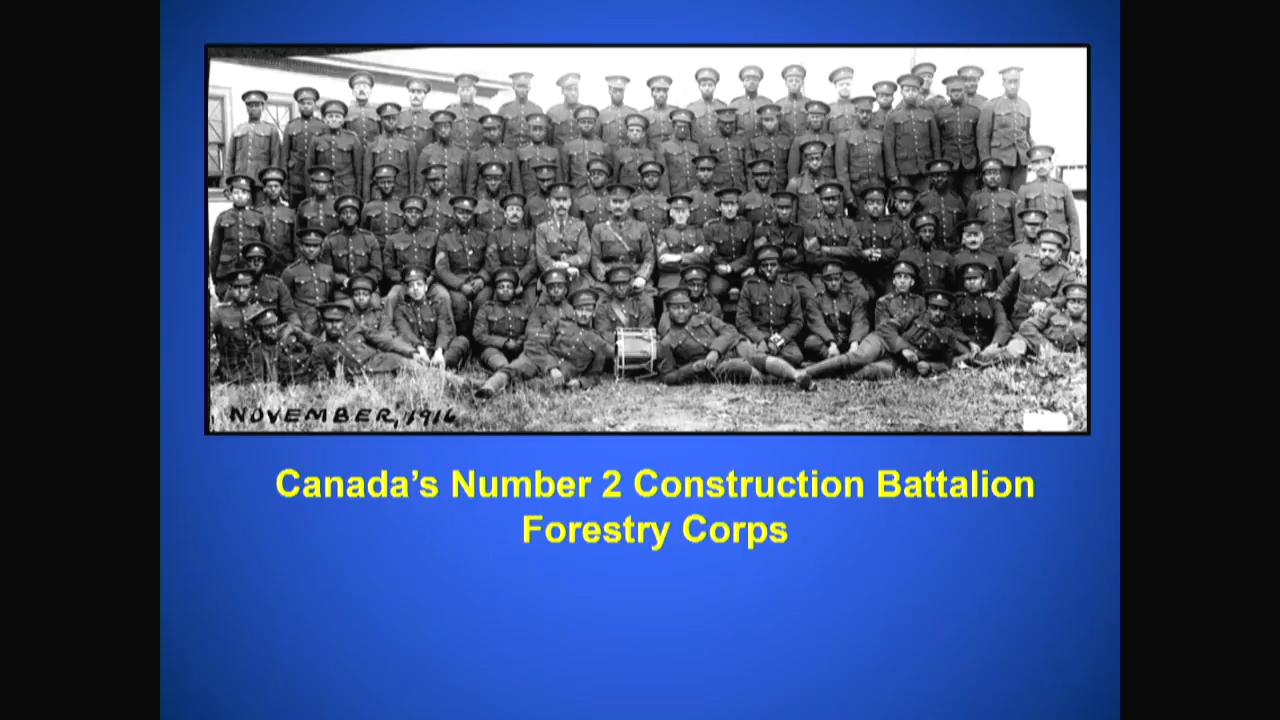 NOVEMBER, 1916
Canada’s Number 2 Construction Battalion
Forestry Corps